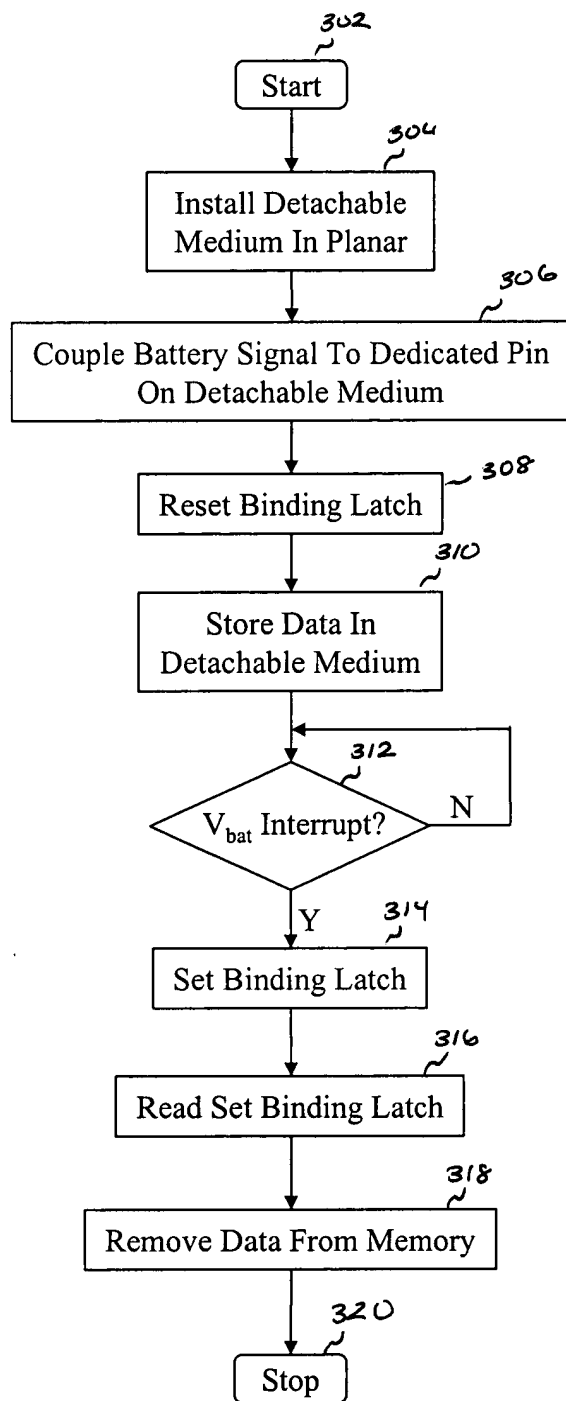 302
Start
304
Install Detachable
Medium In Planar
306
Couple Battery Signal To Dedicated Pin
On Detachable Medium
308
Reset Binding Latch
310
Store Data In
Detachable Medium
312
Vbat Interrupt?
N
Y
314
Set Binding Latch
316
Read Set Binding Latch
318
Remove Data From Memory
320
Stop